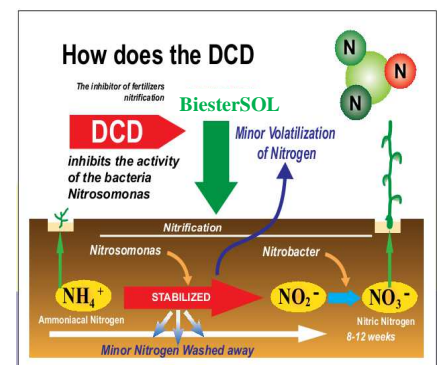 How does the DCD
The inhibitor of fertilizers
nitrification
BiesterSOL
DCD
inhibits the activity
of the bacteria
Nitrosomonas
Minor Volatilization
of Nitrogen
N
N
N
Nitrification
Nitrosomonas
Nitrobacter
NH₄⁺
STABILIZED
NO₂⁻
NO₃⁻
Ammoniacal Nitrogen
Nitric Nitrogen
8-12 weeks
Minor Nitrogen Washed away